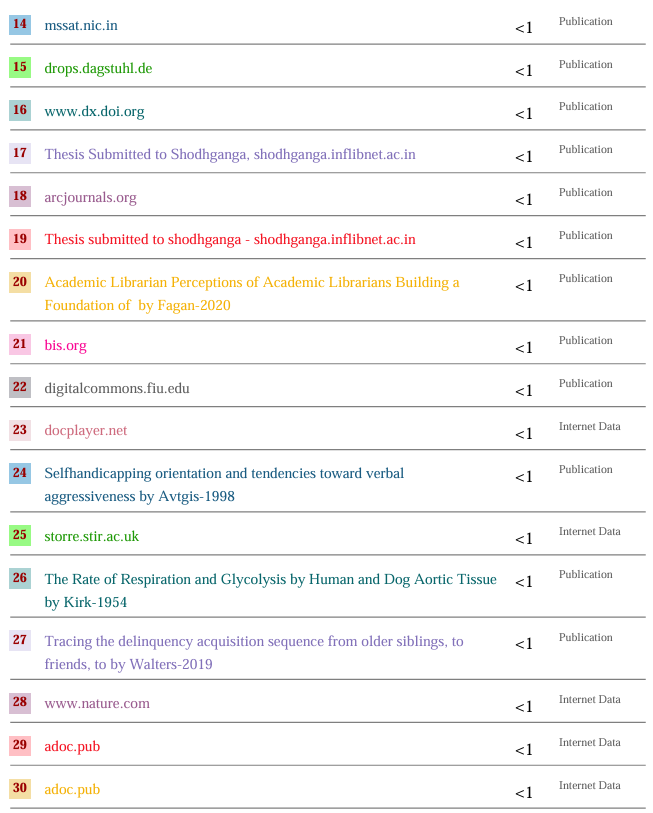 14 mssat.nic.in <1 Publication
15 drops.dagstuhl.de <1 Publication
16 www.dx.doi.org <1 Publication
17 Thesis Submitted to Shodhganga, shodhganga.inflibnet.ac.in <1 Publication
18 arcjournals.org <1 Publication
19 Thesis submitted to shodhganga - shodhganga.inflibnet.ac.in <1 Publication
20 Academic Librarian Perceptions of Academic Librarians Building a <1 Publication
Foundation of by Fagan-2020
21 bis.org <1 Publication
22 digitalcommons.fiu.edu <1 Publication
23 docplayer.net <1 Internet Data
24 Selfhandicapping orientation and tendencies toward verbal <1 Publication
aggressiveness by Avtgis-1998
25 storre.stir.ac.uk <1 Internet Data
26 The Rate of Respiration and Glycolysis by Human and Dog Aortic Tissue <1 Publication
by Kirk-1954
27 Tracing the delinquency acquisition sequence from older siblings, to <1 Publication
friends, to by Walters-2019
28 www.nature.com <1 Internet Data
29 adoc.pub <1 Internet Data
30 adoc.pub <1 Internet Data